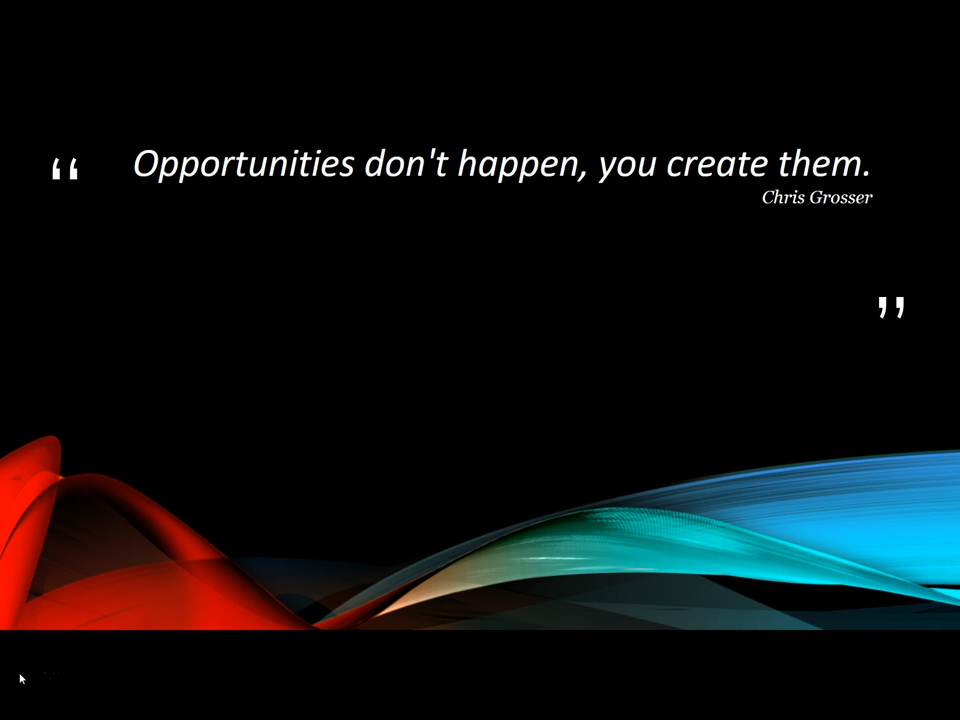 “ Opportunities don't happen, you create them.
Chris Grosser
”